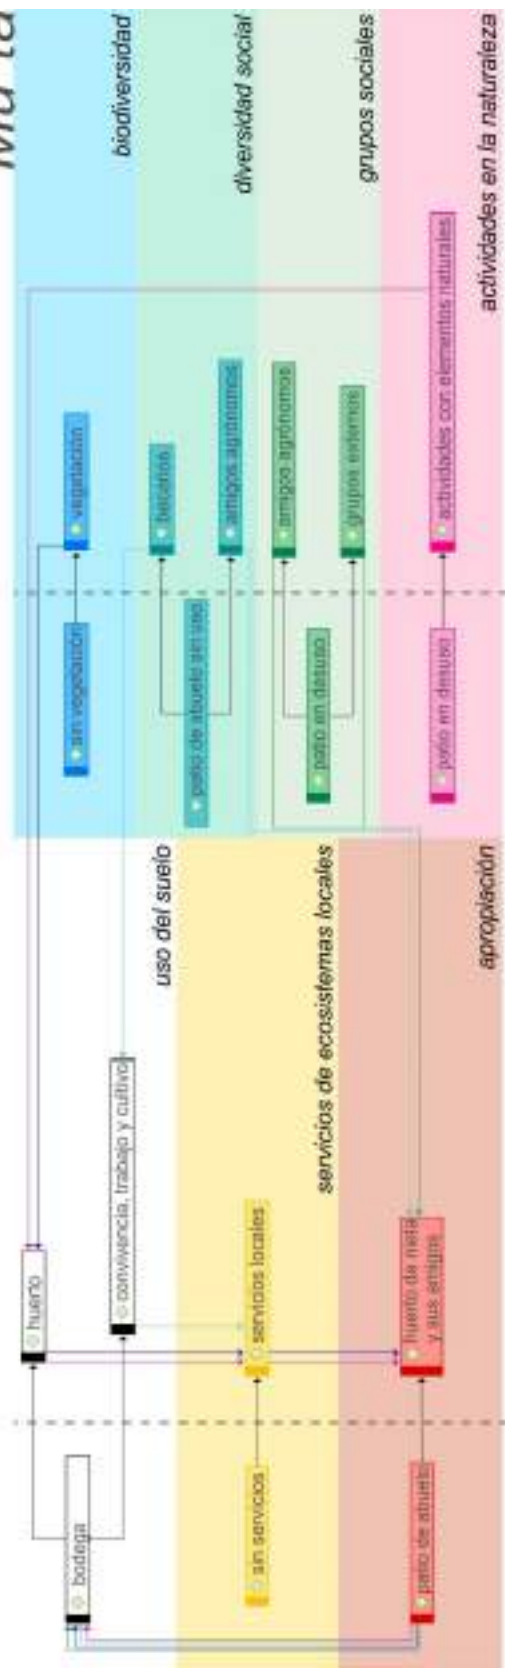 biodiversidad
sin vegetación
vegetación
diversidad social
patio de abuelo sin uso
becarios
amigos agrónomos
grupos sociales
patio en desuso
amigos agrónomos
grupos externos
actividades en la naturaleza
patio en desuso
actividades con elementos naturales
uso del suelo
bodega
huerto
convivencia, trabajo y cultivo
servicios de ecosistemas locales
sin servicios
servicios locales
apropiación
patio de abuelo
huerto de nieta
y sus amigos